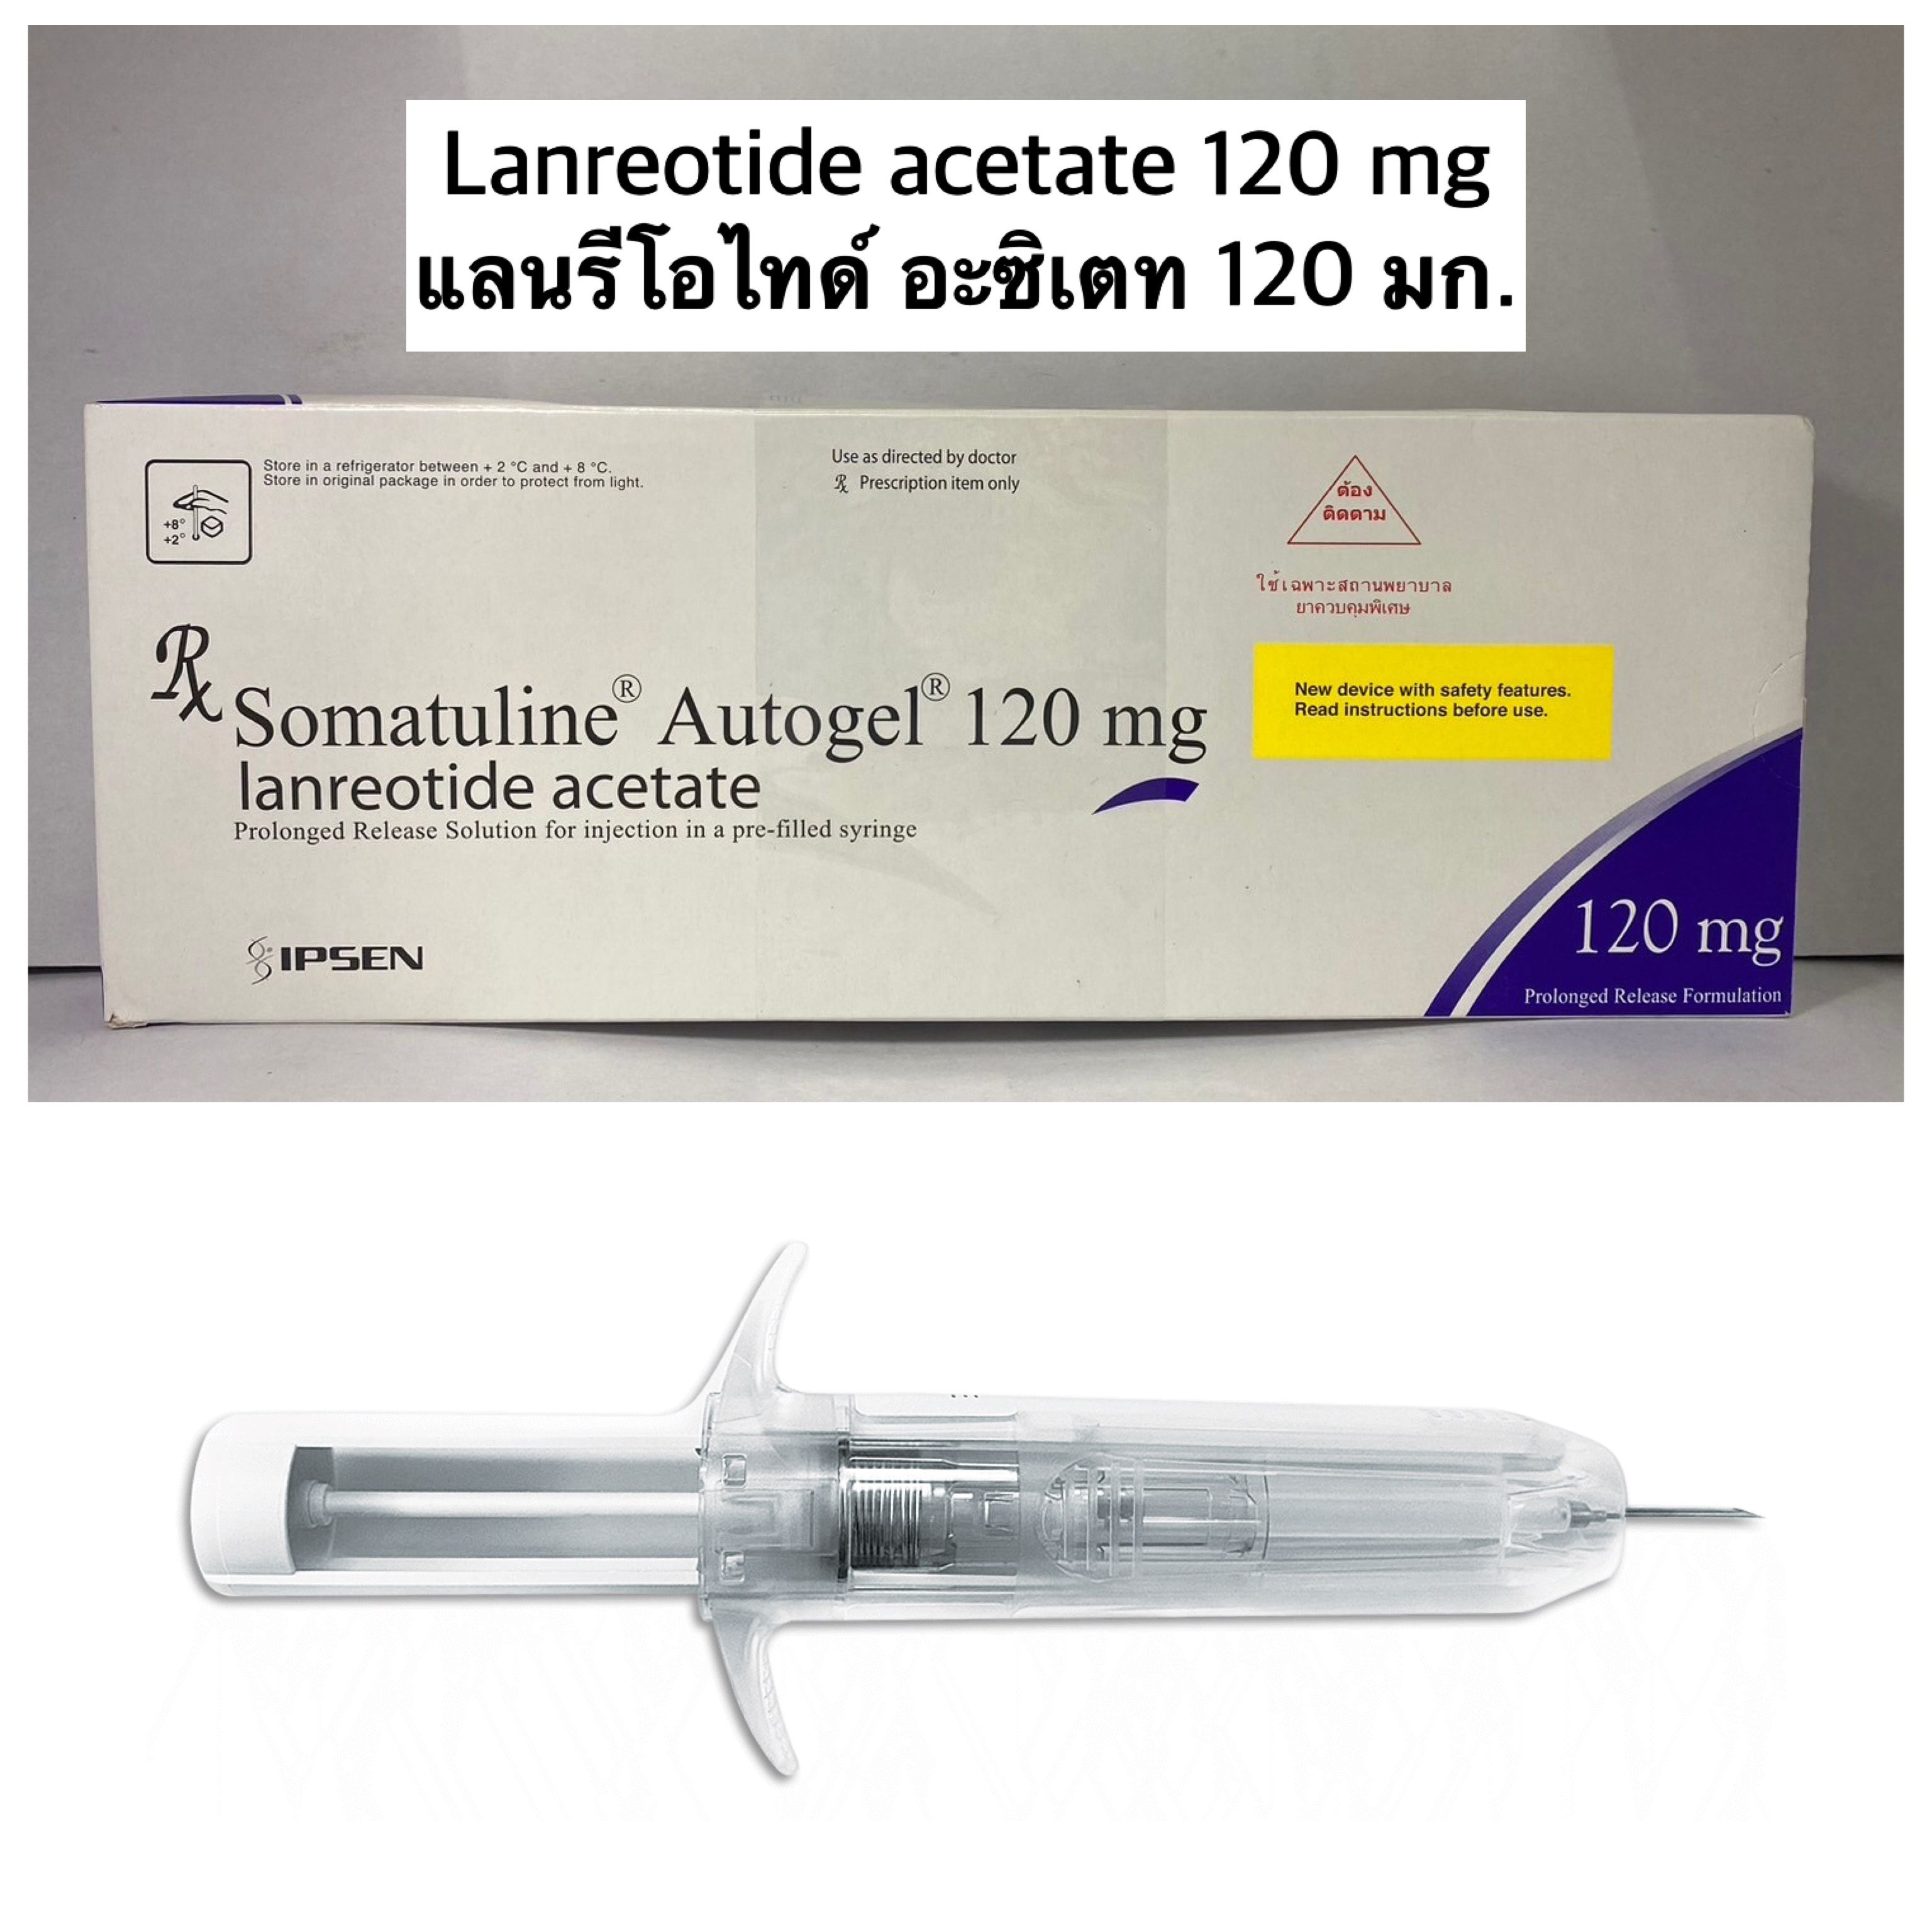 Lanreotide acetate 120 mg
แลนรีโอไทด์ อะซิเตท 120 มก.
Store in a refrigerator between + 2 °C and + 8 °C.
Store in original package in order to protect from light.
+8°
+2°
Use as directed by doctor
℞ Prescription item only
ต้อง
ติดตาม
ใช้เฉพาะสถานพยาบาล
ยาควบคุมพิเศษ
New device with safety features.
Read instructions before use.
℞ Somatuline® Autogel® 120 mg
lanreotide acetate
Prolonged Release Solution for injection in a pre-filled syringe
IPSEN
120 mg
Prolonged Release Formulation